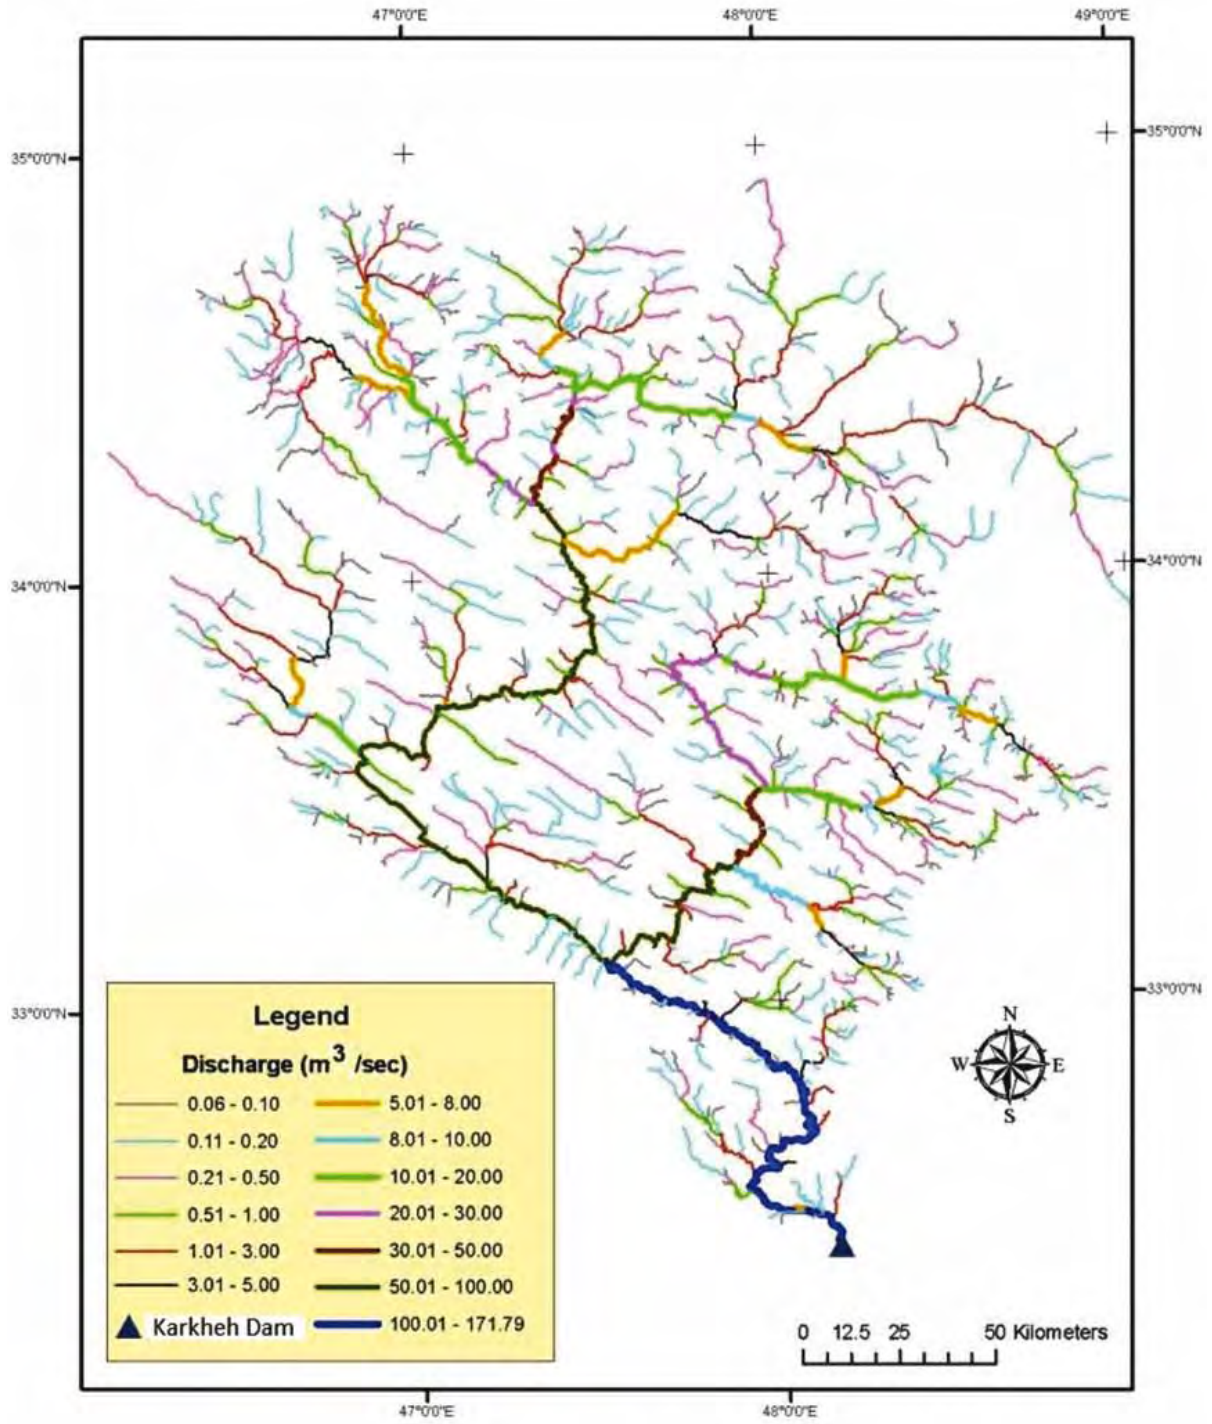 47°0'0"E 48°0'0"E 49°0'0"E
35°0'0"N 35°0'0"N
34°0'0"N 34°0'0"N
33°0'0"N 33°0'0"N
N
W E
S
Legend
Discharge (m³ /sec)
0.06 - 0.10 5.01 - 8.00
0.11 - 0.20 8.01 - 10.00
0.21 - 0.50 10.01 - 20.00
0.51 - 1.00 20.01 - 30.00
1.01 - 3.00 30.01 - 50.00
3.01 - 5.00 50.01 - 100.00
Karkheh Dam 100.01 - 171.79
0 12.5 25 50 Kilometers
47°0'0"E 48°0'0"E